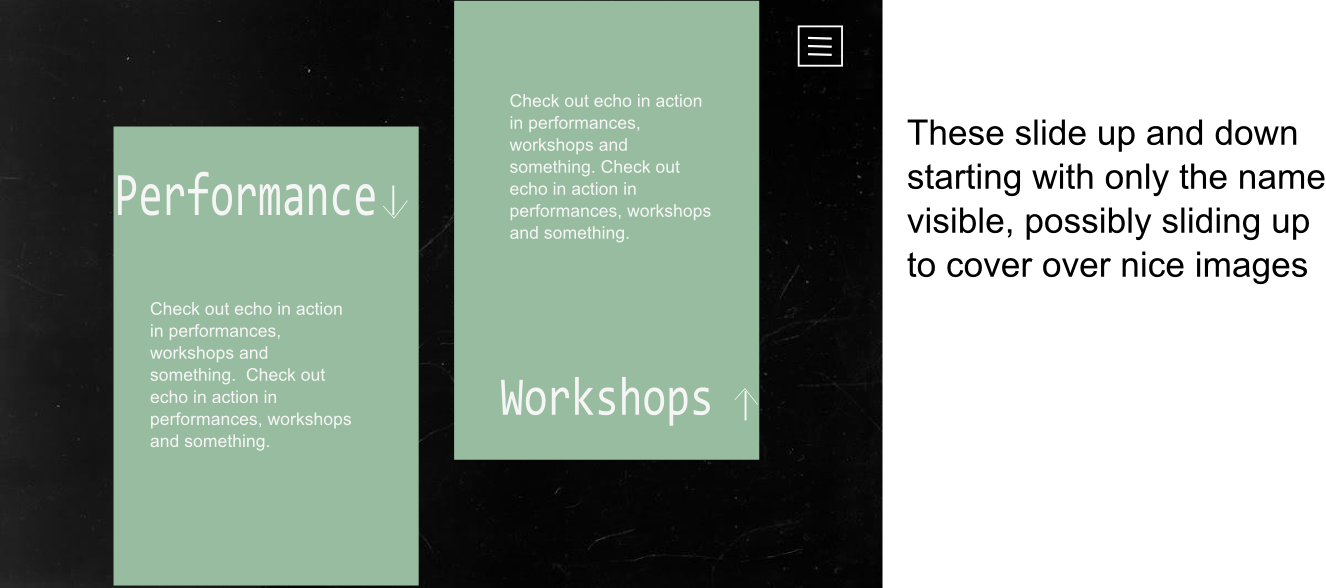 Performance↓
Check out echo in action
in performances,
workshops and
something.  Check out
echo in action in
performances, workshops
and something.
Check out echo in action
in performances,
workshops and
something. Check out
echo in action in
performances, workshops
and something.
Workshops ↑
These slide up and down
starting with only the name
visible, possibly sliding up
to cover over nice images